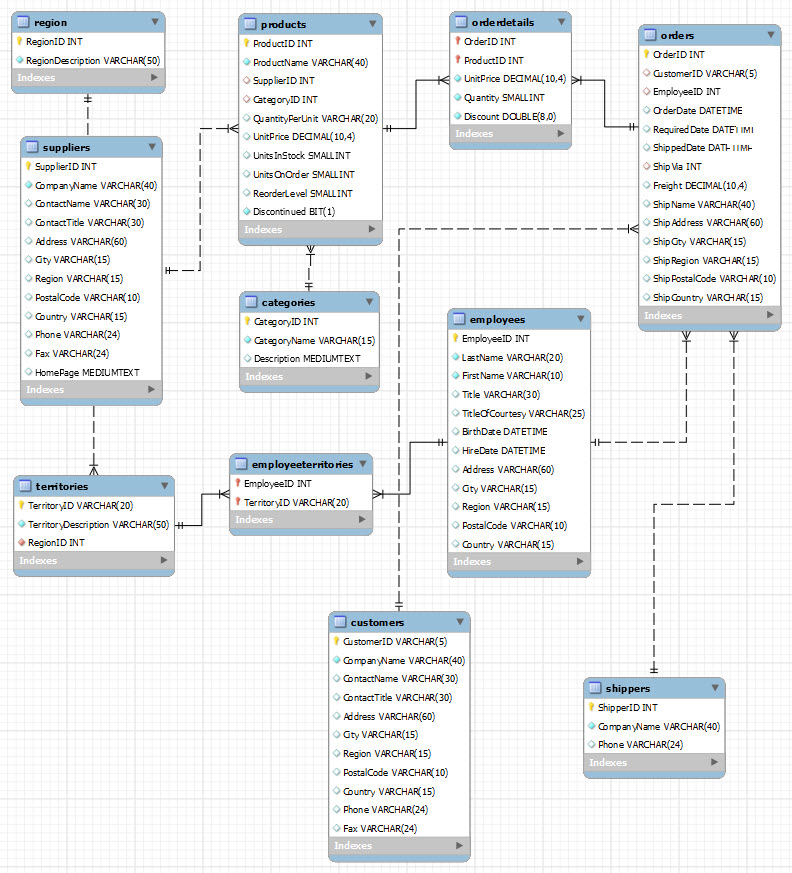 region
RegionID INT
RegionDescription VARCHAR(50)
Indexes
products
ProductID INT
ProductName VARCHAR(40)
SupplierID INT
CategoryID INT
QuantityPerUnit VARCHAR(20)
UnitPrice DECIMAL(10,4)
UnitsInStock SMALLINT
UnitsOnOrder SMALLINT
ReorderLevel SMALLINT
Discontinued BIT(1)
Indexes
orderdetails
OrderID INT
ProductID INT
UnitPrice DECIMAL(10,4)
Quantity SMALLINT
Discount DOUBLE(8,0)
Indexes
orders
OrderID INT
CustomerID VARCHAR(5)
EmployeeID INT
OrderDate DATETIME
RequiredDate DATETIME
ShippedDate DATETIME
ShipVia INT
Freight DECIMAL(10,4)
ShipName VARCHAR(40)
ShipAddress VARCHAR(60)
ShipCity VARCHAR(15)
ShipRegion VARCHAR(15)
ShipPostalCode VARCHAR(10)
ShipCountry VARCHAR(15)
Indexes
suppliers
SupplierID INT
CompanyName VARCHAR(40)
ContactName VARCHAR(30)
ContactTitle VARCHAR(30)
Address VARCHAR(60)
City VARCHAR(15)
Region VARCHAR(15)
PostalCode VARCHAR(10)
Country VARCHAR(15)
Phone VARCHAR(24)
Fax VARCHAR(24)
HomePage MEDIUMTEXT
Indexes
categories
CategoryID INT
CategoryName VARCHAR(15)
Description MEDIUMTEXT
Indexes
employees
EmployeeID INT
LastName VARCHAR(20)
FirstName VARCHAR(10)
Title VARCHAR(30)
TitleOfCourtesy VARCHAR(25)
BirthDate DATETIME
HireDate DATETIME
Address VARCHAR(60)
City VARCHAR(15)
Region VARCHAR(15)
PostalCode VARCHAR(10)
Country VARCHAR(15)
Indexes
territories
TerritoryID VARCHAR(20)
TerritoryDescription VARCHAR(50)
RegionID INT
Indexes
employeeterritories
EmployeeID INT
TerritoryID VARCHAR(20)
Indexes
customers
CustomerID VARCHAR(5)
CompanyName VARCHAR(40)
ContactName VARCHAR(30)
ContactTitle VARCHAR(30)
Address VARCHAR(60)
City VARCHAR(15)
Region VARCHAR(15)
PostalCode VARCHAR(10)
Country VARCHAR(15)
Phone VARCHAR(24)
Fax VARCHAR(24)
Indexes
shippers
ShipperID INT
CompanyName VARCHAR(40)
Phone VARCHAR(24)
Indexes